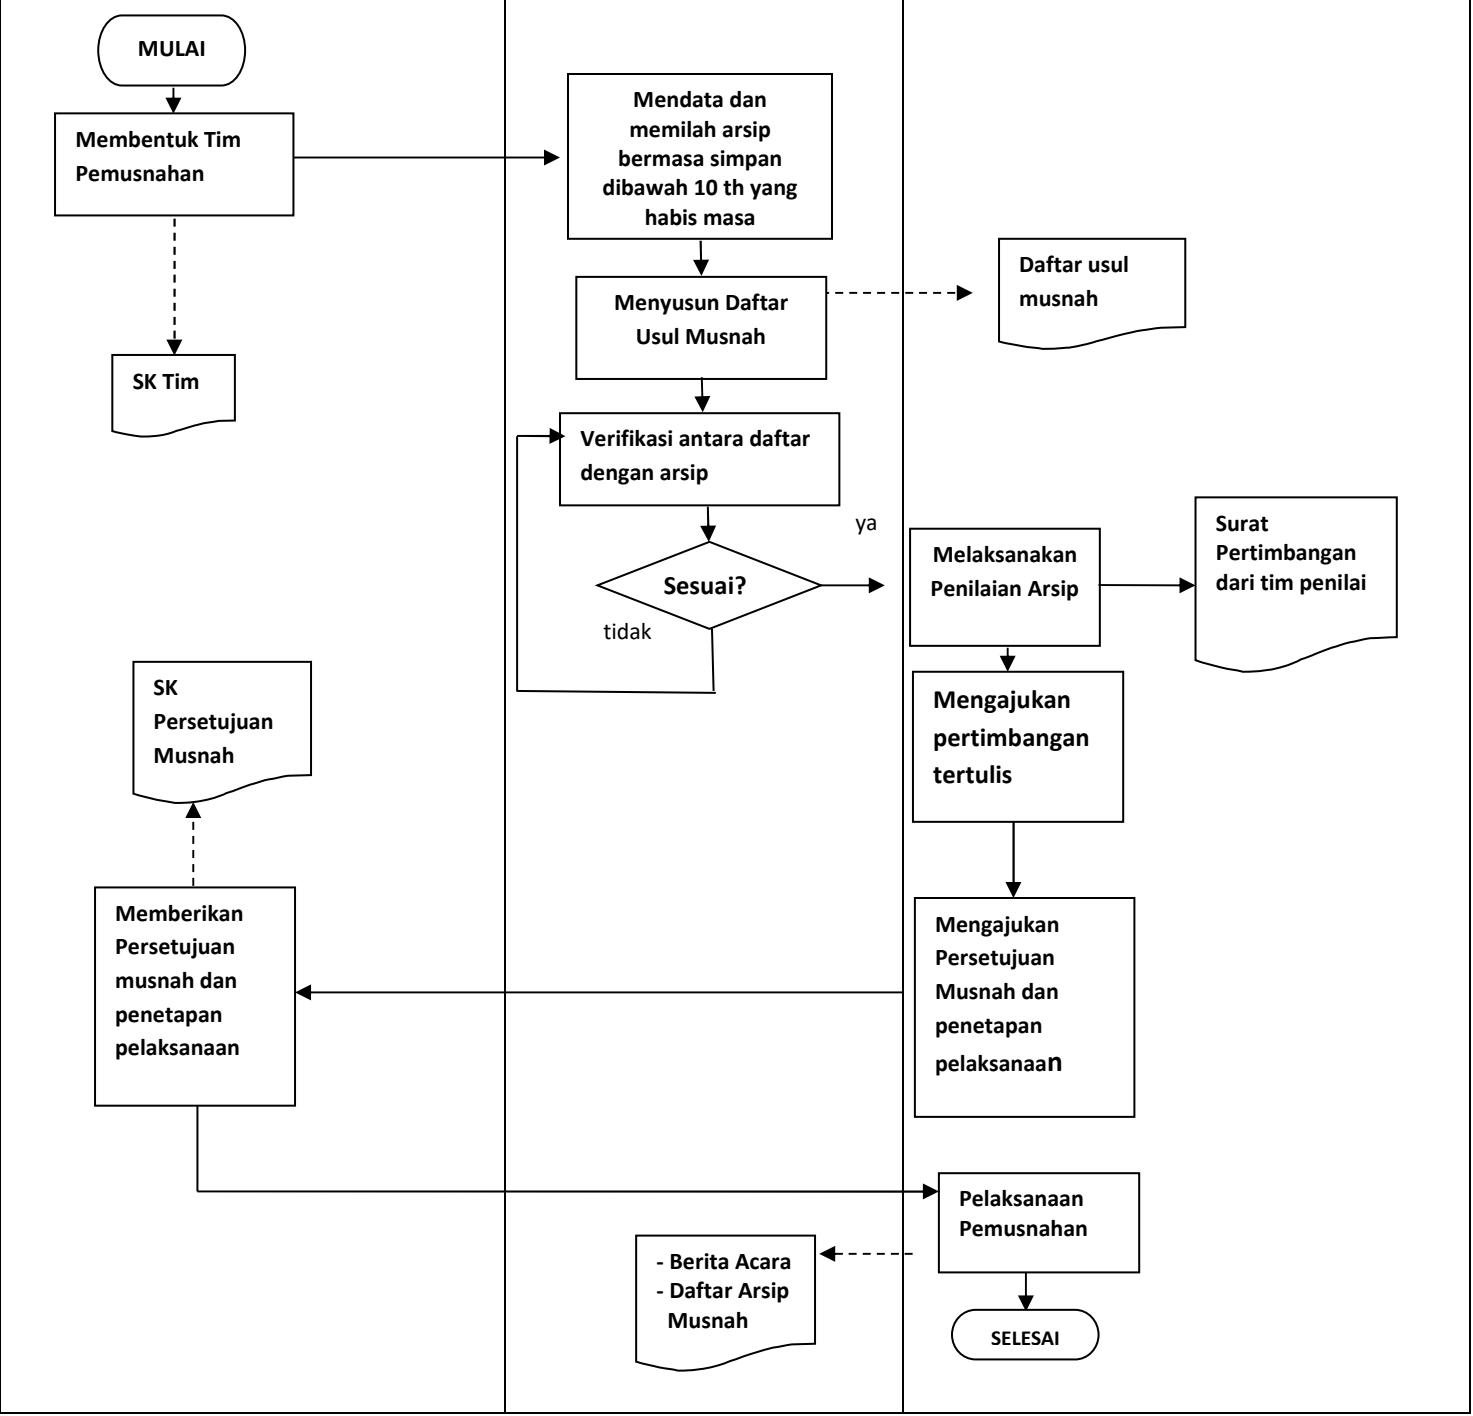 MULAI
Membentuk Tim
Pemusnahan
SK Tim
Mendata dan
memilah arsip
bermasa simpan
dibawah 10 th yang
habis masa
Menyusun Daftar
Usul Musnah
Daftar usul
musnah
Verifikasi antara daftar
dengan arsip
Sesuai?
ya
tidak
Melaksanakan
Penilaian Arsip
Surat
Pertimbangan
dari tim penilai
Mengajukan
pertimbangan
tertulis
Mengajukan
Persetujuan
Musnah dan
penetapan
pelaksanaan
SK
Persetujuan
Musnah
Memberikan
Persetujuan
musnah dan
penetapan
pelaksanaan
Pelaksanaan
Pemusnahan
- Berita Acara
- Daftar Arsip
Musnah
SELESAI